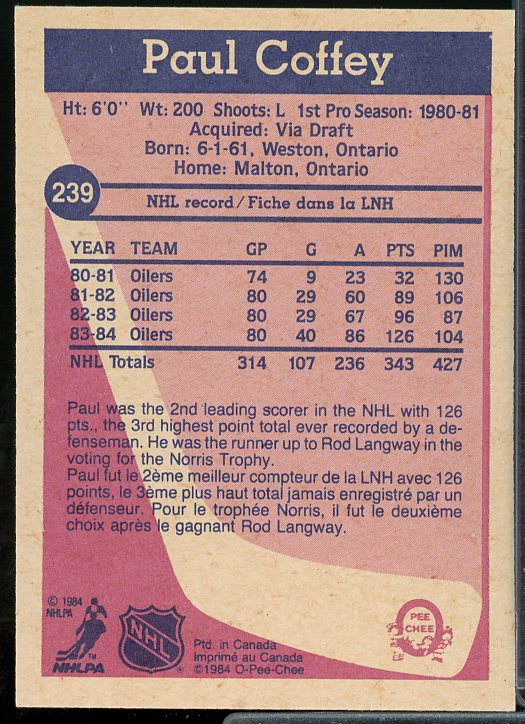 Paul Coffey
Ht: 6'0'' Wt: 200 Shoots: L 1st Pro Season: 1980-81
Acquired: Via Draft
Born: 6-1-61, Weston, Ontario
Home: Malton, Ontario
239
NHL record/Fiche dans la LNH
YEAR TEAM GP G A PTS PIM
80-81 Oilers 74 9 23 32 130
81-82 Oilers 80 29 60 89 106
82-83 Oilers 80 29 67 96 87
83-84 Oilers 80 40 86 126 104
NHL Totals 314 107 236 343 427
Paul was the 2nd leading scorer in the NHL with 126
pts., the 3rd highest point total ever recorded by a de-
fenseman. He was the runner up to Rod Langway in the
voting for the Norris Trophy.
Paul fut le 2ème meilleur compteur de la LNH avec 126
points, le 3ème plus haut total jamais enregistré par un
défenseur. Pour le trophée Norris, il fut le deuxième
choix après le gagnant Rod Langway.
© 1984
NHLPA
NHLPA
TM
NHL
®
Ptd. in Canada
Imprimé au Canada
© 1984 O-Pee-Chee
PEE
CHEE